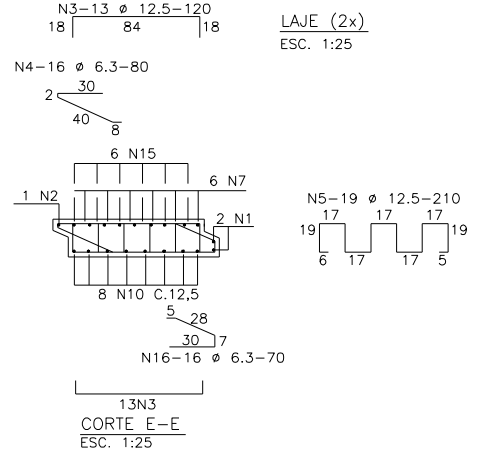 N3-13 ø 12.5-120
18 84 18
LAJE (2x)
ESC. 1:25
N4-16 ø 6.3-80
30
2
40
8
6 N15
6 N7
1 N2
2 N1
8 N10 C.12,5
N5-19 ø 12.5-210
17 17 17
19 19
6 17 17 5
5
28
30 7
N16-16 ø 6.3-70
13N3
CORTE E-E
ESC. 1:25